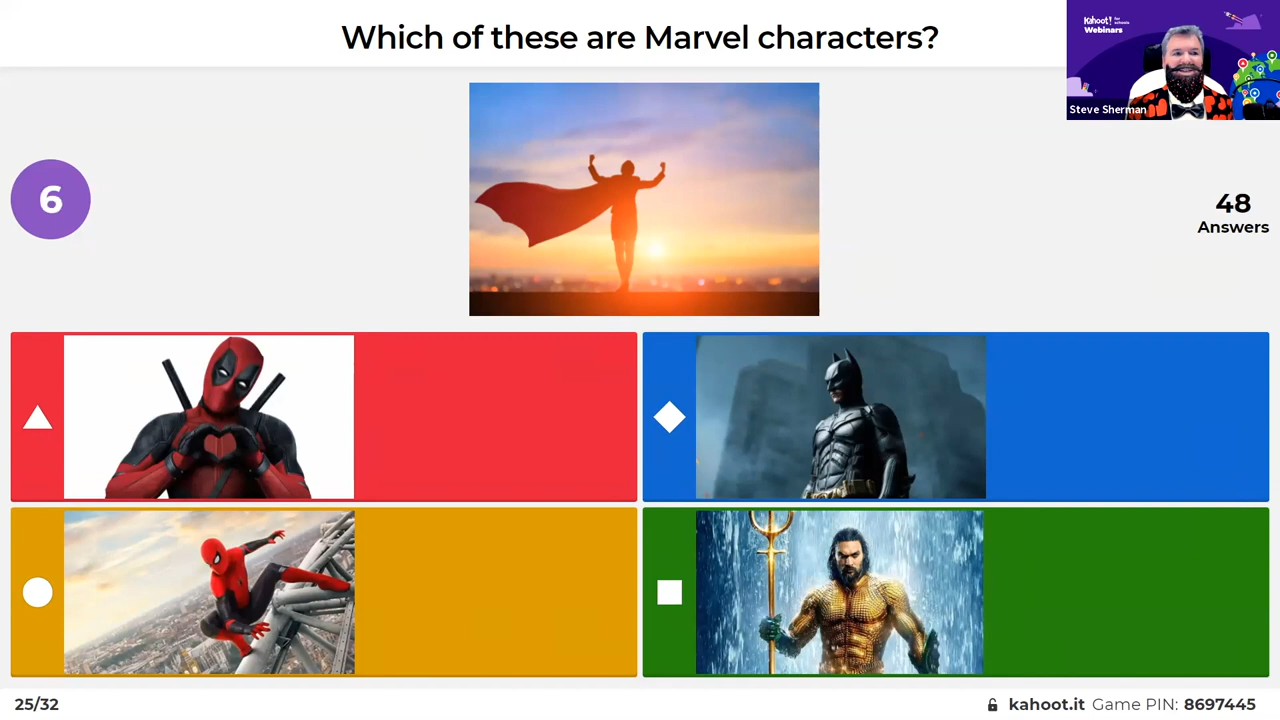 Which of these are Marvel characters?
Kahoot! for schools
Webinars
Steve Sherman
6
48
Answers
25/32
kahoot.it Game PIN: 8697445